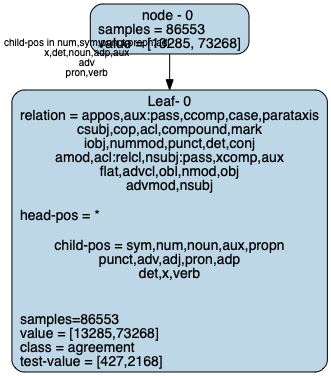 node - 0
samples = 86553
value = [13285, 73268]
child-pos in num,sym,
x,det,noun,adp,aux
adv
pron,verb
Leaf- 0
relation = appos,aux:pass,ccomp,case,parataxis
csubj,cop,acl,compound,mark
iobj,nummod,punct,det,conj
amod,acl:relcl,nsubj:pass,xcomp,aux
flat,advcl,obl,nmod,obj
advmod,nsubj
head-pos = *
child-pos = sym,num,noun,aux,propn
punct,adv,adj,pron,adp
det,x,verb
samples=86553
value = [13285,73268]
class = agreement
test-value = [427,2168]